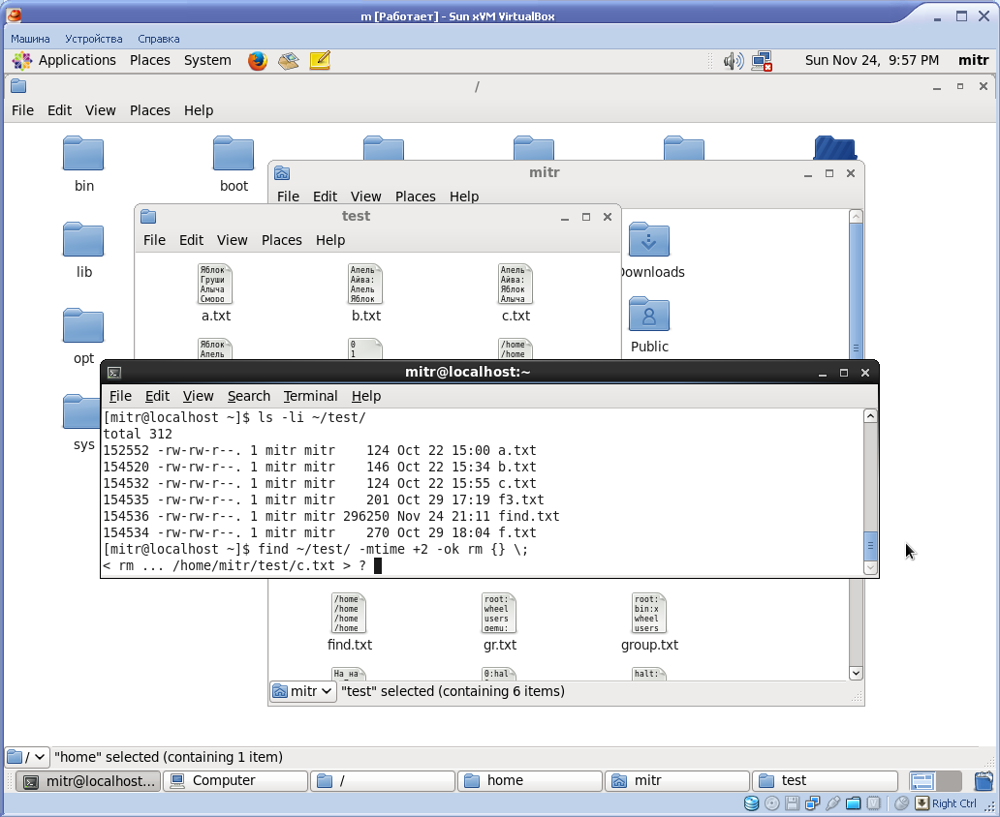 m [Работает] - Sun xVM VirtualBox
Машина Устройства Справка
Applications Places System Sun Nov 24, 9:57 PM mitr
/
File Edit View Places Help
bin
boot
lib
opt
sys
mitr
File Edit View Places Help
Downloads
Public
test
File Edit View Places Help
Яблок
Груши
Алыча
Сморо
a.txt
Апель
Айва:
Апель
Яблок
b.txt
Апель
Айва:
Яблок
Алыча
c.txt
Яблок
Апель
0
1
/home
/home
mitr@localhost:~
File Edit View Search Terminal Help
[mitr@localhost ~]$ ls -li ~/test/
total 312
152552 -rw-rw-r--. 1 mitr mitr    124 Oct 22 15:00 a.txt
154520 -rw-rw-r--. 1 mitr mitr    146 Oct 22 15:34 b.txt
154532 -rw-rw-r--. 1 mitr mitr    124 Oct 22 15:55 c.txt
154535 -rw-rw-r--. 1 mitr mitr    201 Oct 29 17:19 f3.txt
154536 -rw-rw-r--. 1 mitr mitr 296250 Nov 24 21:11 find.txt
154534 -rw-rw-r--. 1 mitr mitr    270 Oct 29 18:04 f.txt
[mitr@localhost ~]$ find ~/test/ -mtime +2 -ok rm {} \;
< rm ... /home/mitr/test/c.txt > ?
/home
/home
/home
/home
find.txt
root:
wheel
users
qemu:
gr.txt
root:
bin:x
wheel
users
group.txt
На на
0:hal
halt:
mitr "test" selected (containing 6 items)
/ "home" selected (containing 1 item)
mitr@localhost... Computer / home mitr test
Right Ctrl